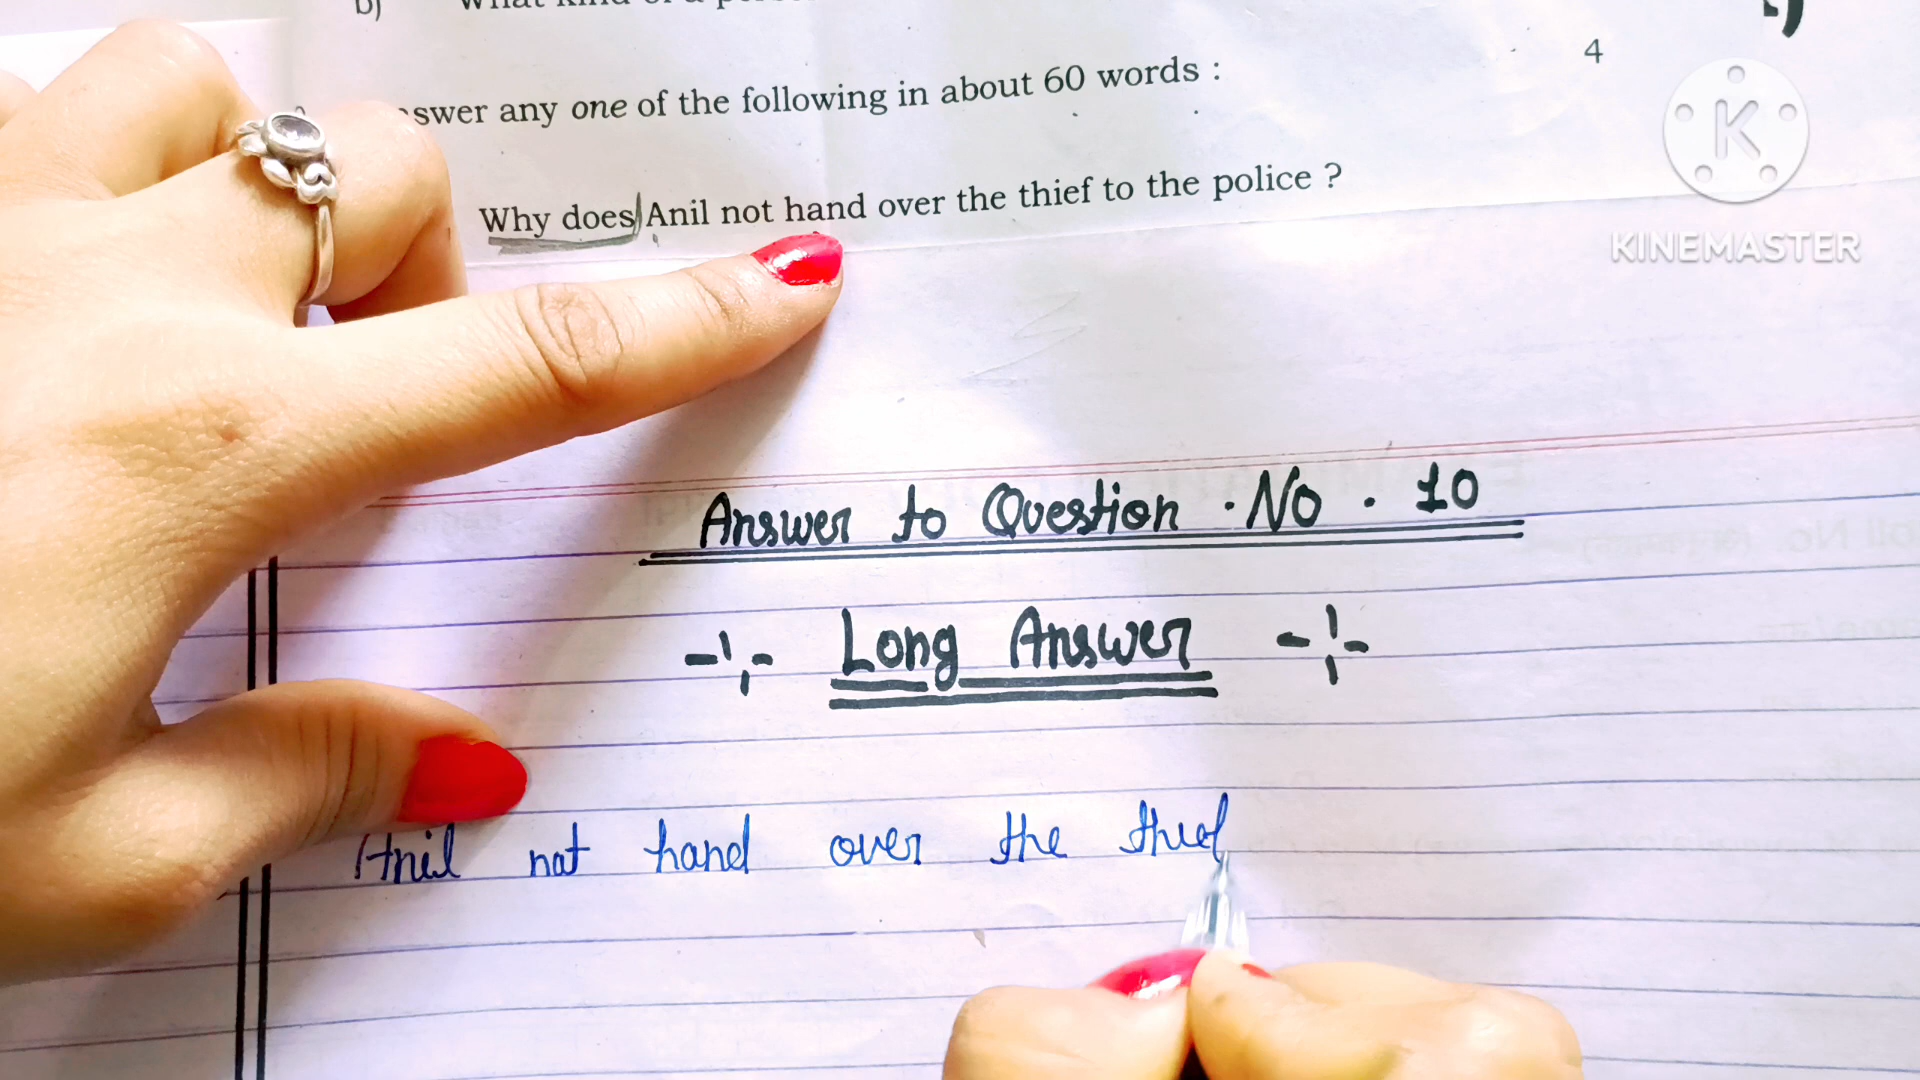 b)
swer any one of the following in about 60 words :
4
Why does Anil not hand over the thief to the police ?
K
KINEMASTER
Answer to Question . No . 10
Long Answer
Anil not hand over the thief